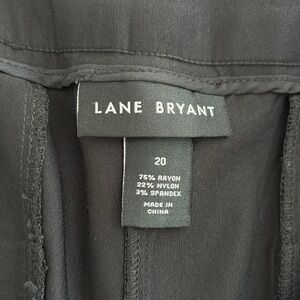 LANE BRYANT
20
75% RAYON
22% NYLON
3% SPANDEX
MADE IN
CHINA